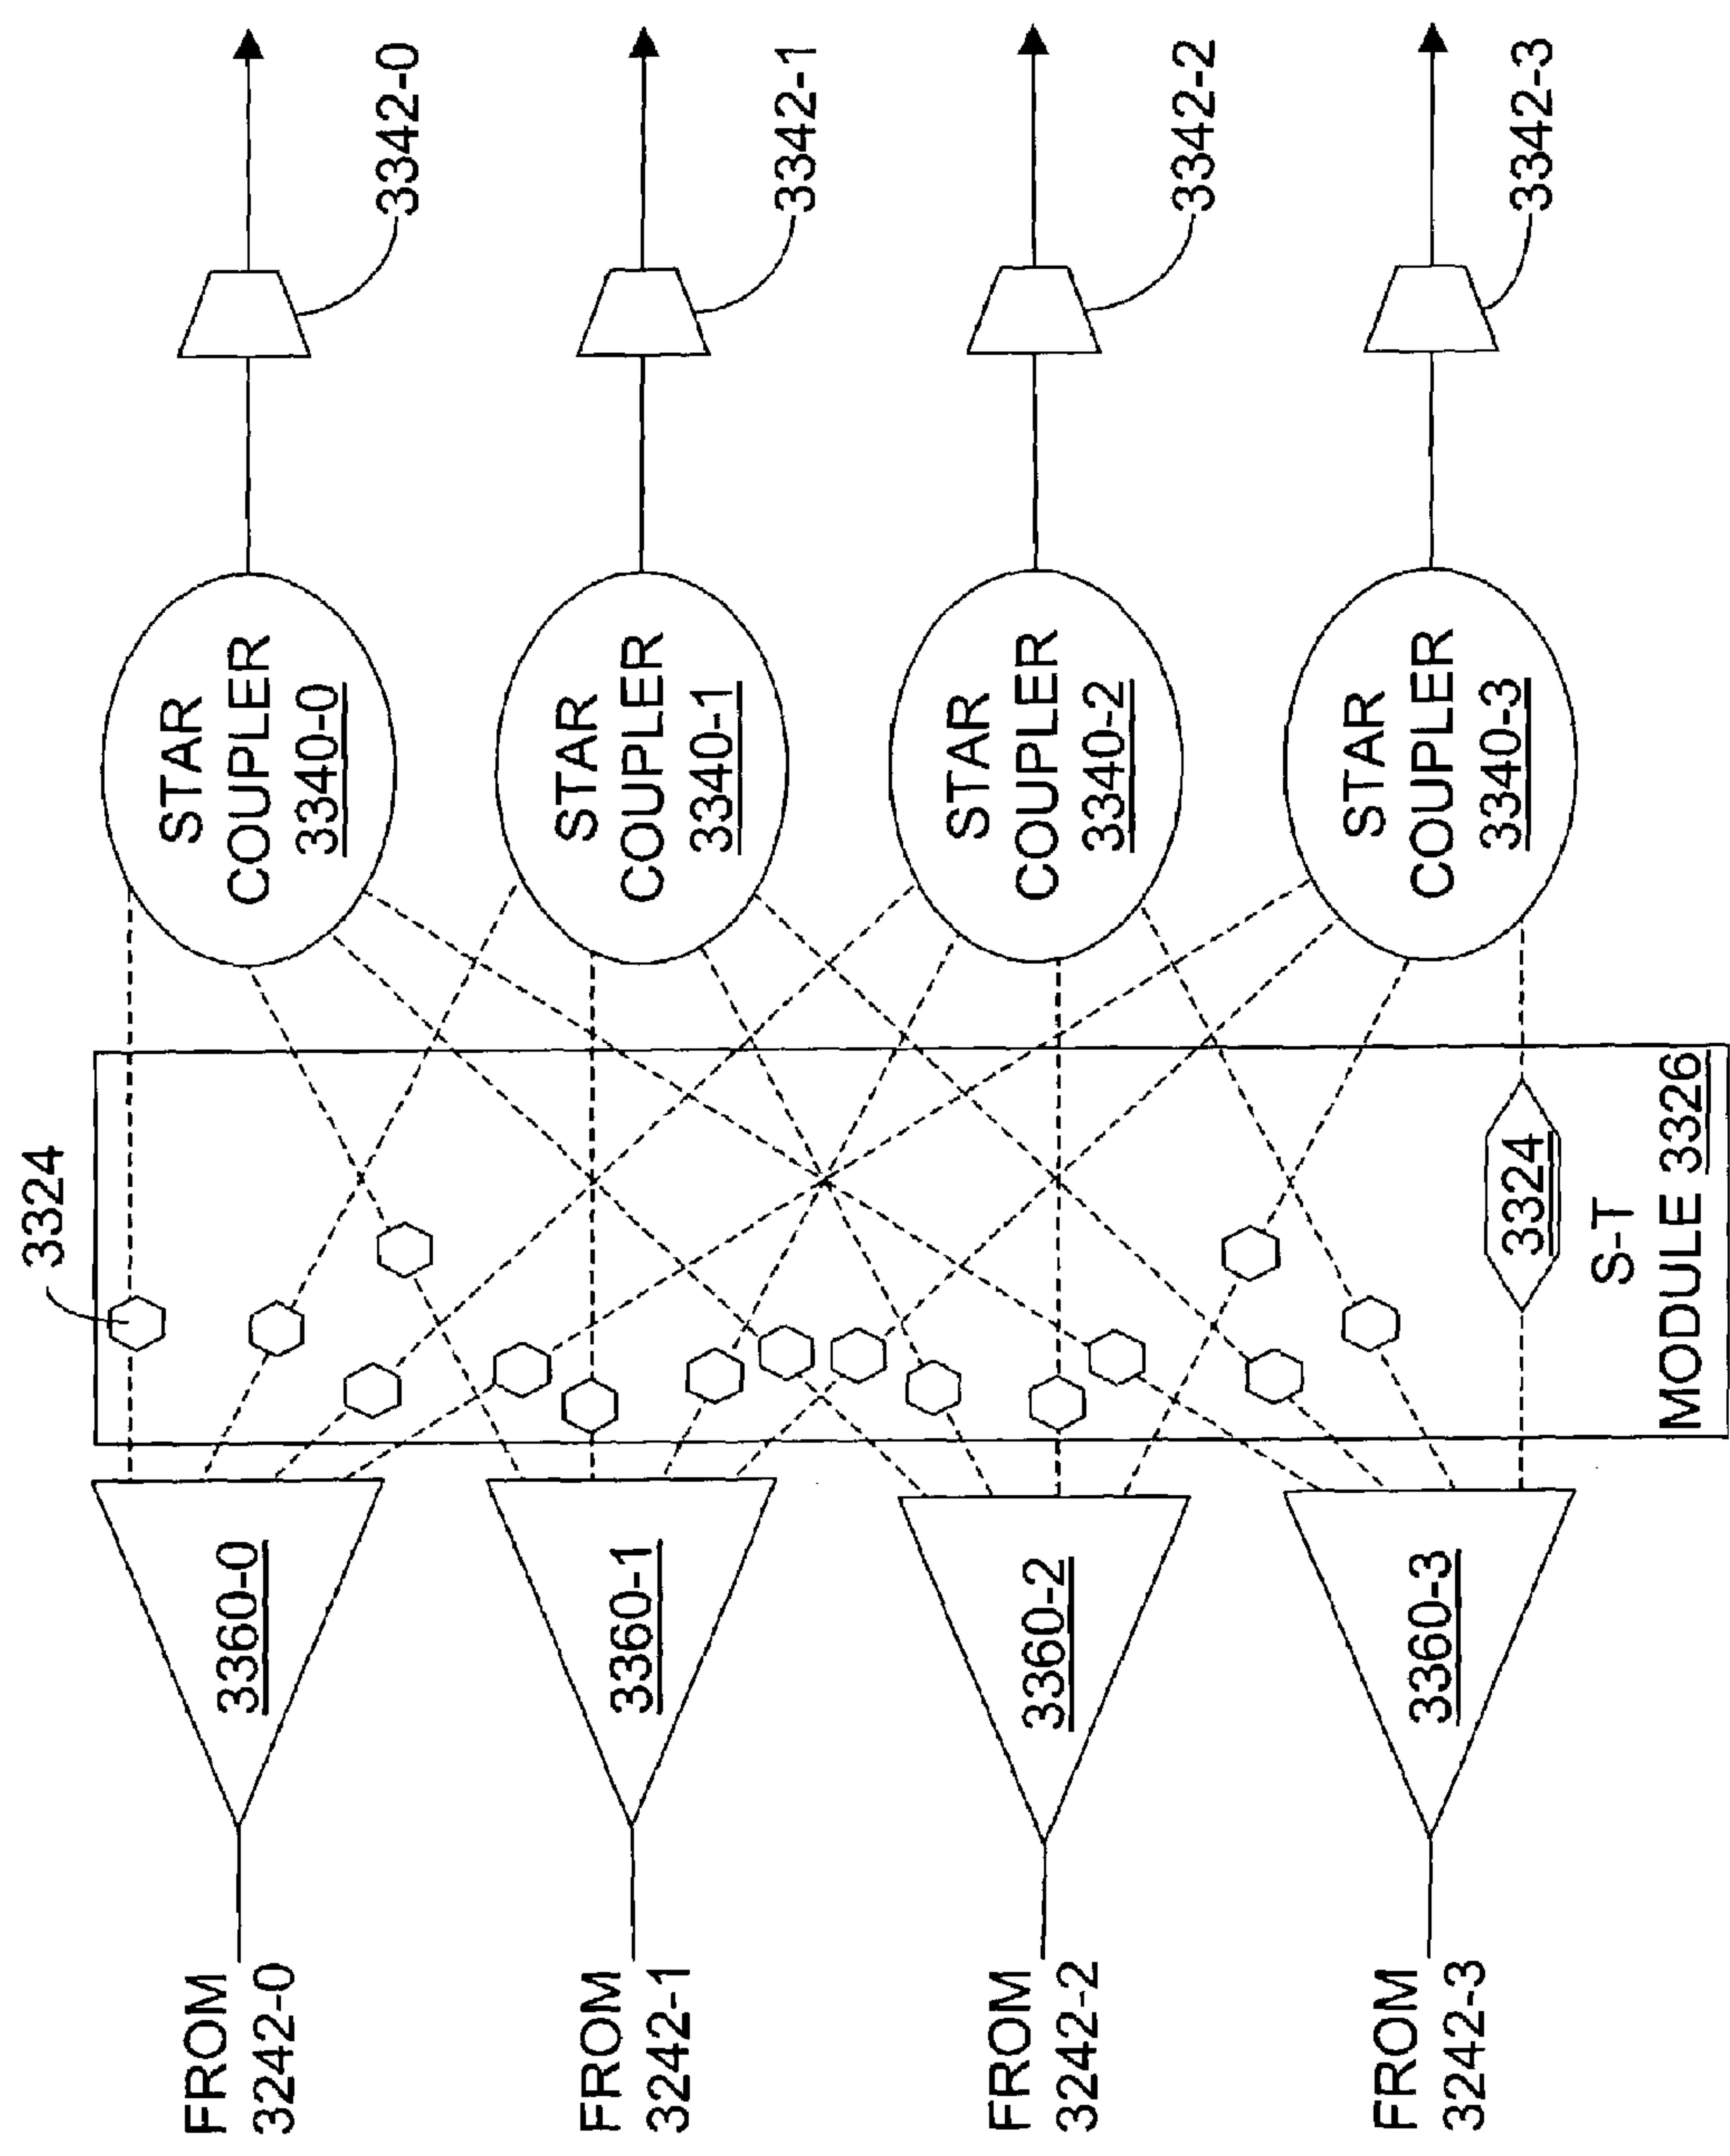 FROM
3242-0
FROM
3242-1
FROM
3242-2
FROM
3242-3
3360-0
3360-1
3360-2
3360-3
3324
3324
S-T
MODULE 3326
STAR
COUPLER
3340-0
STAR
COUPLER
3340-1
STAR
COUPLER
3340-2
STAR
COUPLER
3340-3
3342-0
3342-1
3342-2
3342-3